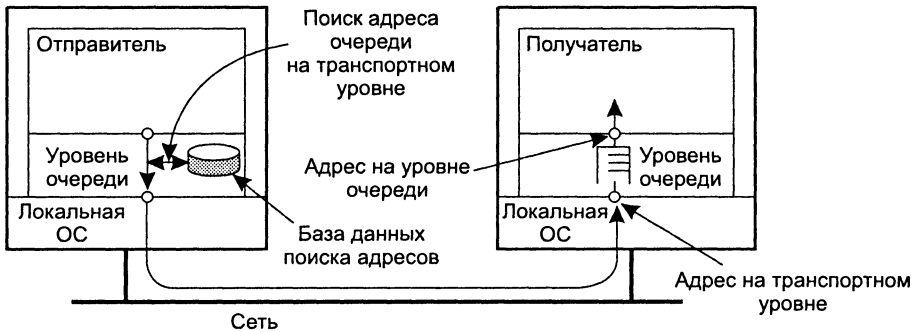 Отправитель
Поиск адреса
очереди
на транспортном
уровне
Получатель
Уровень
очереди
Адрес на уровне
очереди
Уровень
очереди
Локальная
ОС
База данных
поиска адресов
Локальная
ОС
Адрес на транспортном
уровне
Сеть